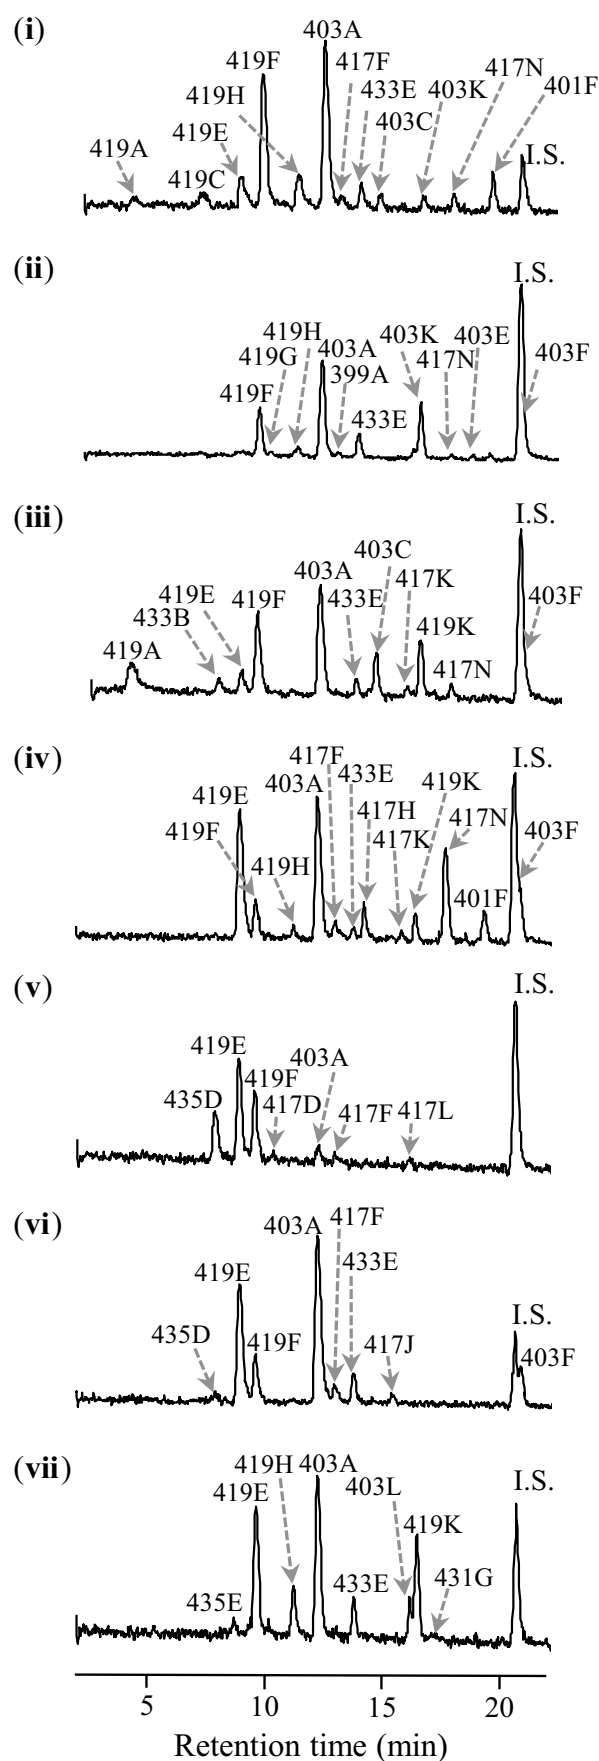 (i)
403A
419F
417F
417N
419H
433E
403K
401F
419E
403C
419A
419C
I.S.
(ii)
I.S.
419H
403K
403E
419G
403A
417N
403F
399A
419F
433E
(iii)
I.S.
403C
419E
403A
417K
433B
419F
433E
403F
419A
419K
417N
(iv)
I.S.
417F
433E
419E
403A
417H
419K
419F
417K
417N
403F
419H
401F
(v)
I.S.
419E
403A
435D
419F
417D
417F
417L
(vi)
417F
403A
433E
419E
I.S.
435D
419F
417J
403F
(vii)
419H
403A
403L
I.S.
419E
419K
435E
433E
431G
5
10
15
20
Retention time (min)